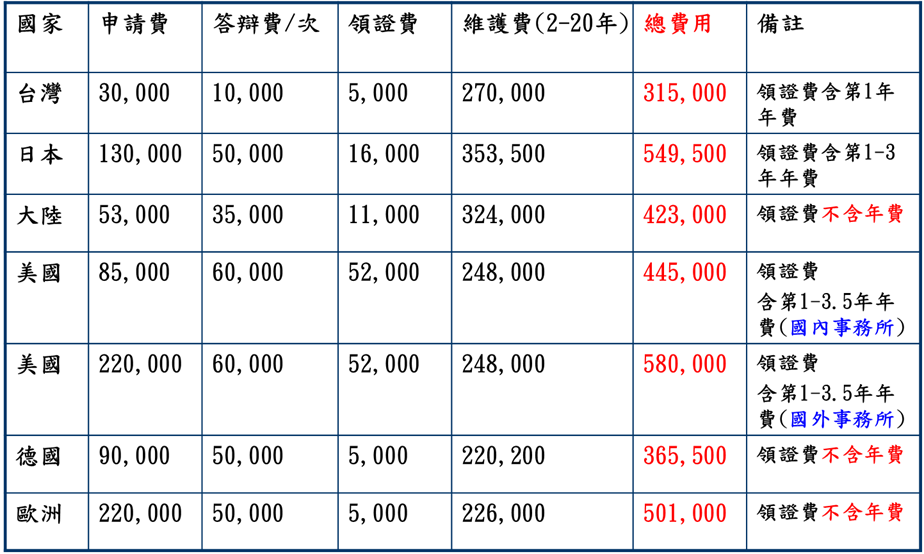 國家 申請費 答辯費/次 領證費 維護費(2-20年) 總費用 備註
台灣 30,000 10,000 5,000 270,000 315,000 領證費含第1年
年費
日本 130,000 50,000 16,000 353,500 549,500 領證費含第1-3
年年費
大陸 53,000 35,000 11,000 324,000 423,000 領證費不含年費
美國 85,000 60,000 52,000 248,000 445,000 領證費
含第1-3.5年年
費(國內事務所)
美國 220,000 60,000 52,000 248,000 580,000 領證費
含第1-3.5年年
費(國外事務所)
德國 90,000 50,000 5,000 220,200 365,500 領證費不含年費
歐洲 220,000 50,000 5,000 226,000 501,000 領證費不含年費